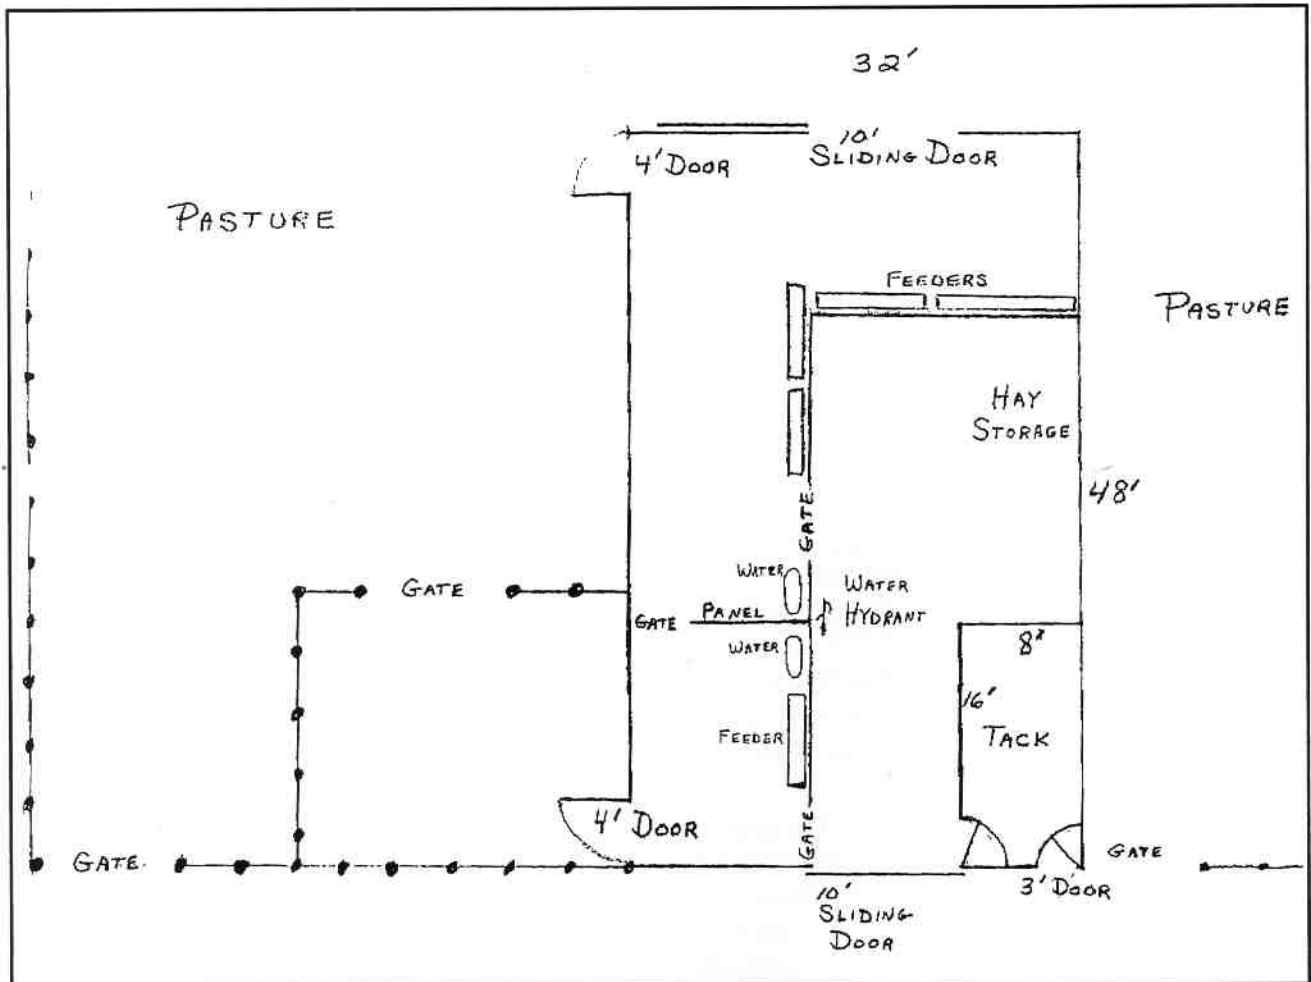 32'
10'
4' DOOR
SLIDING DOOR
PASTURE
FEEDERS
PASTURE
HAY
STORAGE
48'
GATE
WATER
WATER
HYDRANT
GATE
GATE
PANEL
8'
WATER
16'
FEEDER
TACK
4' DOOR
GATE
GATE
GATE
3' DOOR
10'
SLIDING
DOOR